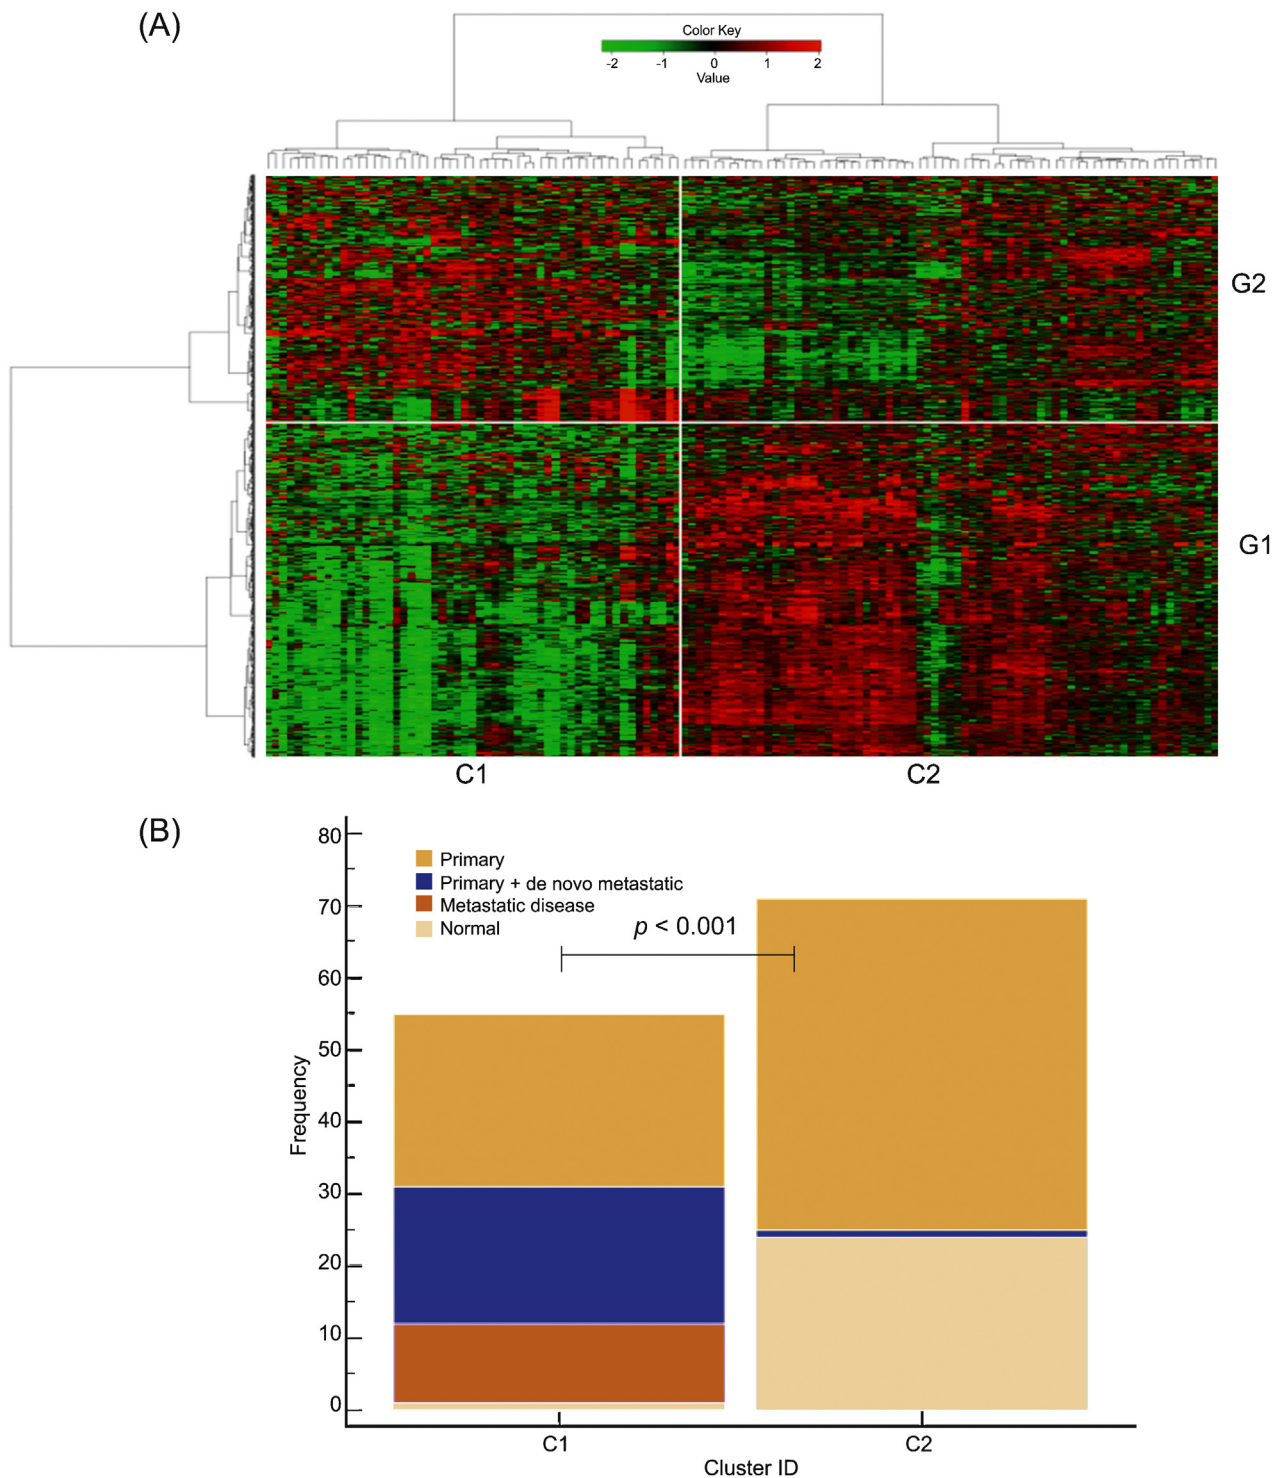 (A)
Color Key
-2 -1 0 1 2
Value
G2
G1
C1 C2
(B)
80
70
60
50
40
30
20
10
0
Frequency
Primary
Primary + de novo metastatic
Metastatic disease
Normal
p < 0.001
C1 C2
Cluster ID